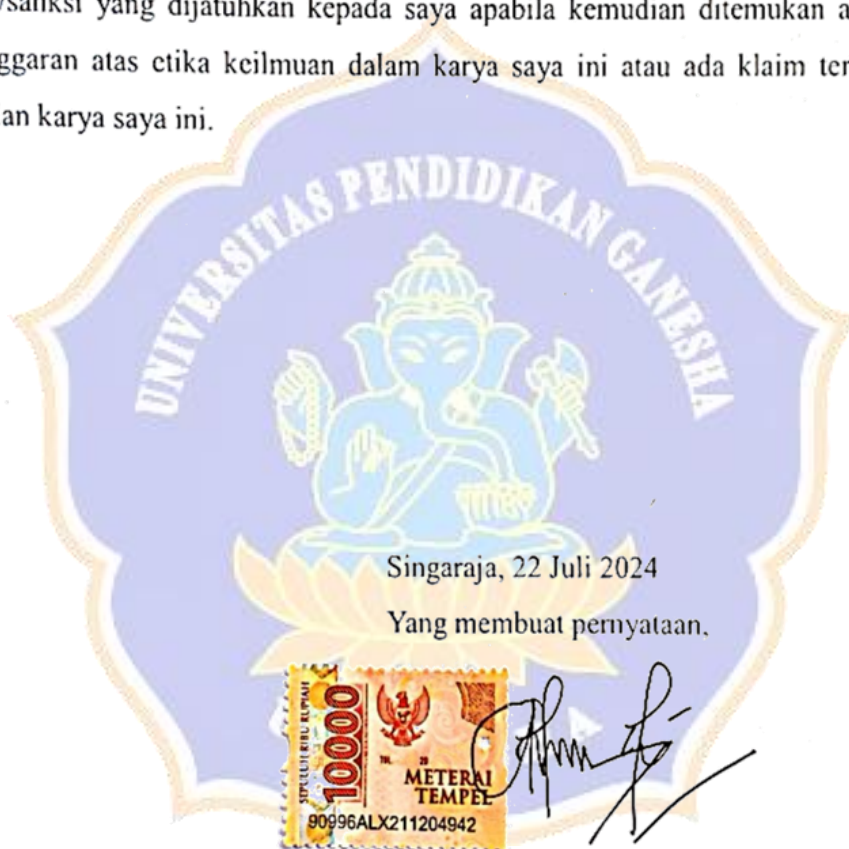 sanksi yang dijatuhkan kepada saya apabila kemudian ditemukan
ggaran atas etika keilmuan dalam karya saya ini atau ada klaim
an karya saya ini.
UNIVERSITAS PENDIDIKAN GANESHA
Singaraja, 22 Juli 2024
Yang membuat pernyataan,
SEPULUH RIBU RUPIAH
10000
TGL. 20
METERAI
TEMPEL
90996ALX211204942